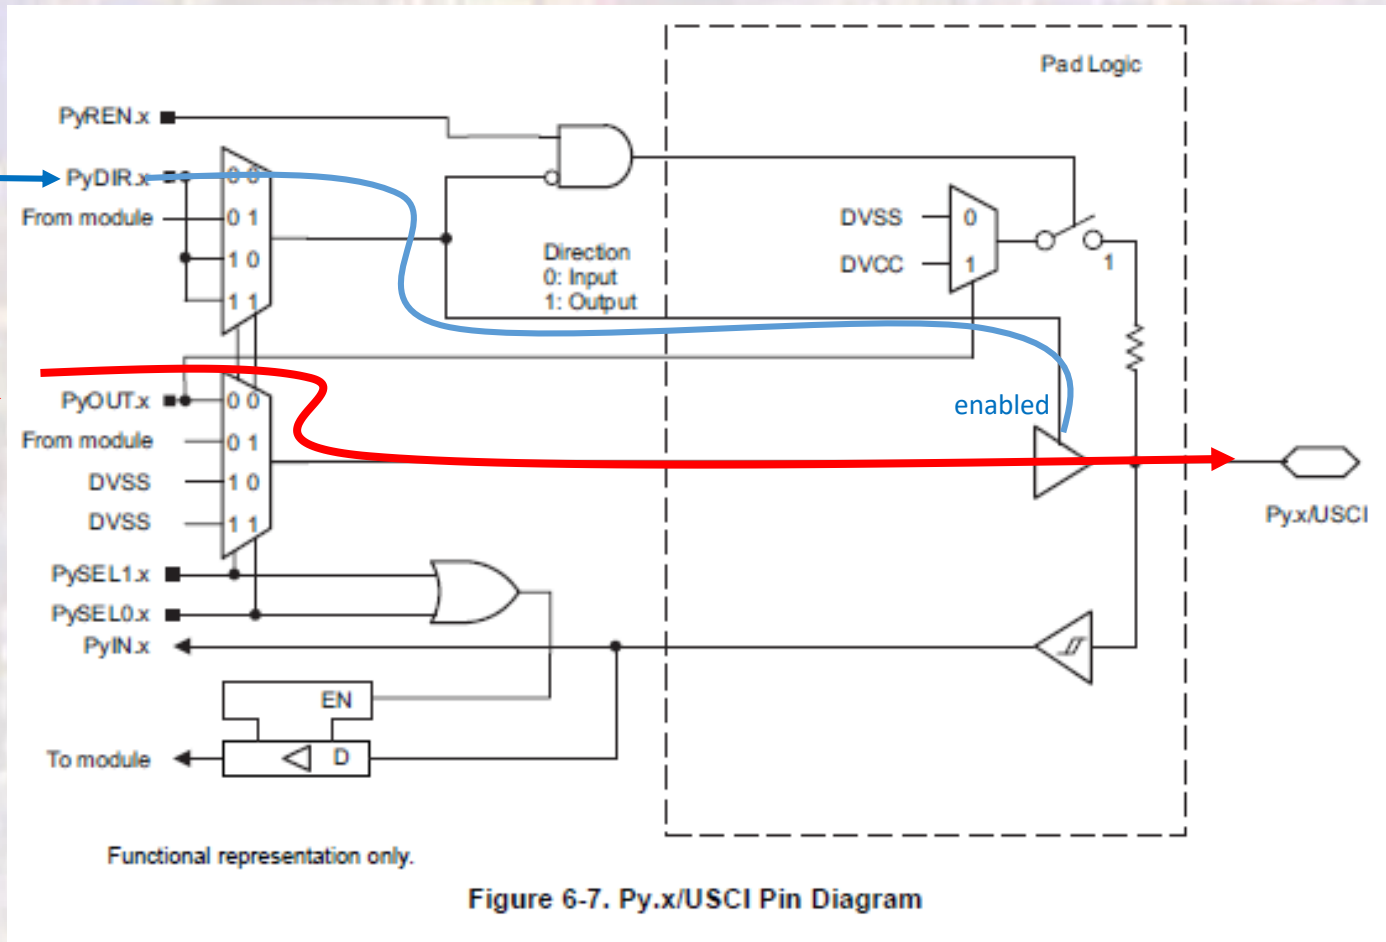 Pad Logic
PyREN.x
PyDIR.x
0 0
From module
0 1
1 0
1 1
Direction
0: Input
1: Output
DVSS
0
DVCC
1
1
enabled
PyOUT.x
0 0
From module
0 1
DVSS
1 0
DVSS
1 1
Py.x/USCI
PySEL1.x
PySEL0.x
PyIN.x
EN
To module
D
Functional representation only.
Figure 6-7. Py.x/USCI Pin Diagram